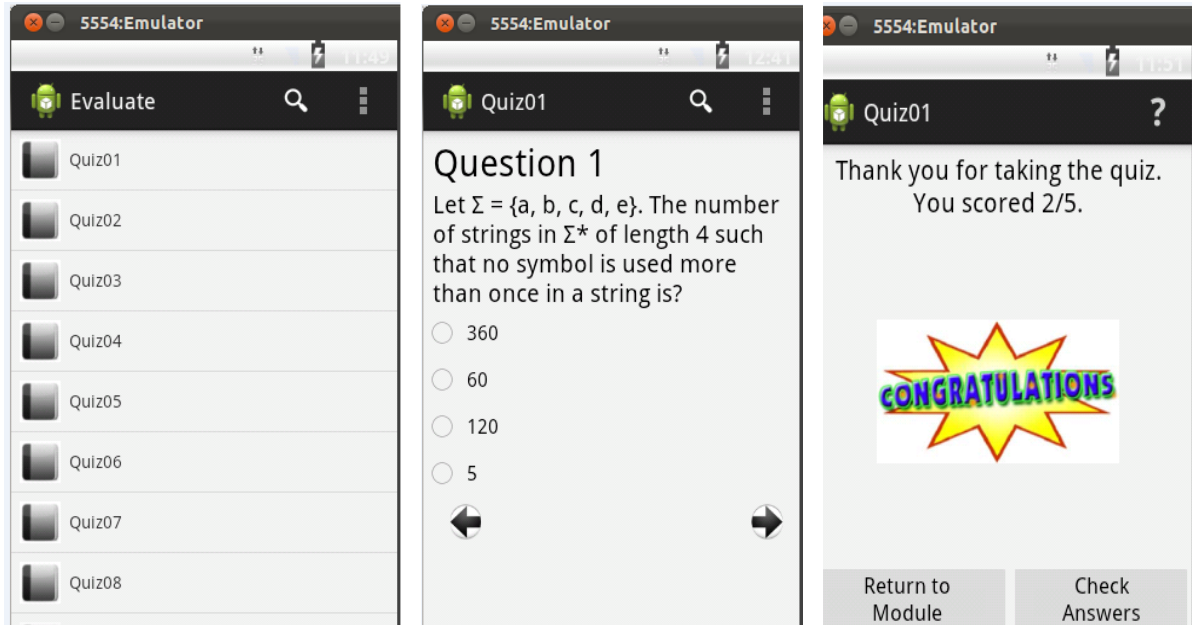 5554:Emulator
11:49
Evaluate
Quiz01
Quiz02
Quiz03
Quiz04
Quiz05
Quiz06
Quiz07
Quiz08
5554:Emulator
12:41
Quiz01
Question 1
Let Σ = {a, b, c, d, e}. The number
of strings in Σ* of length 4 such
that no symbol is used more
than once in a string is?
360
60
120
5
5554:Emulator
11:51
Quiz01
?
Thank you for taking the quiz.
You scored 2/5.
CONGRATULATIONS
Return to
Module
Check
Answers